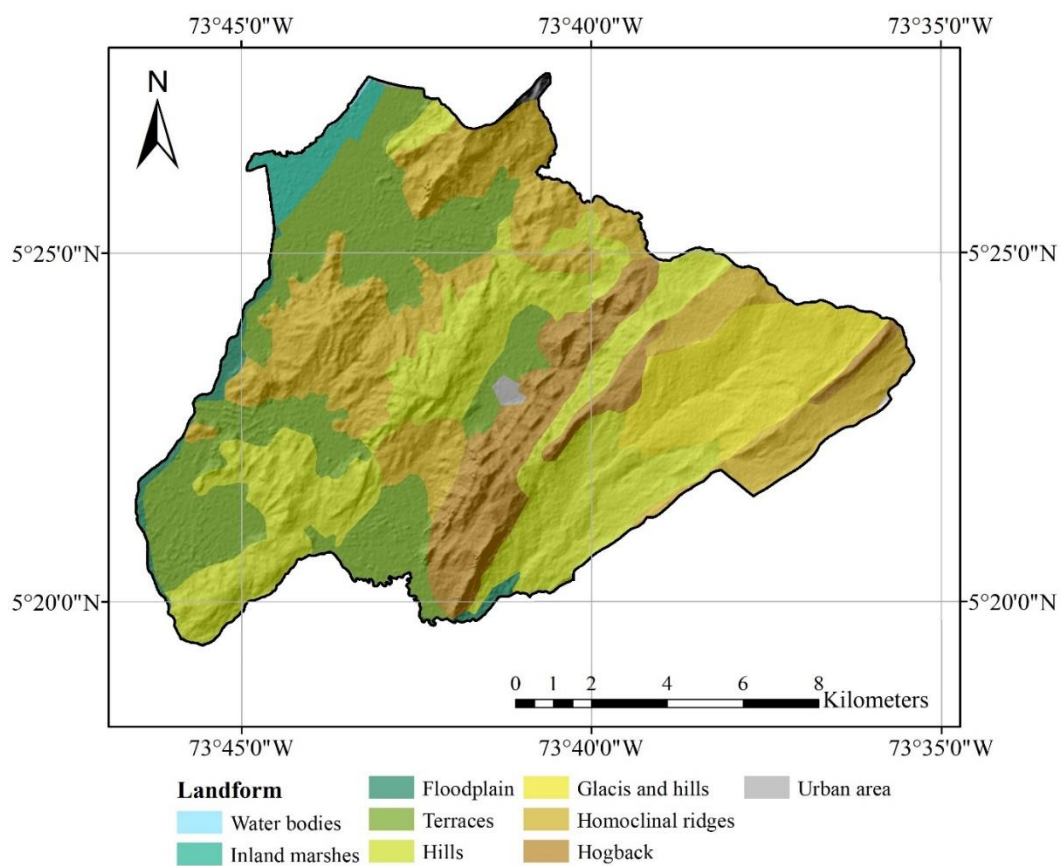 73°45'0"W 73°40'0"W 73°35'0"W
N
5°25'0"N 5°25'0"N
5°20'0"N 5°20'0"N
0 1 2 4 6 8
Kilometers
73°45'0"W 73°40'0"W 73°35'0"W
Landform
Water bodies
Inland marshes
Floodplain
Terraces
Hills
Glacis and hills
Homoclinal ridges
Hogback
Urban area